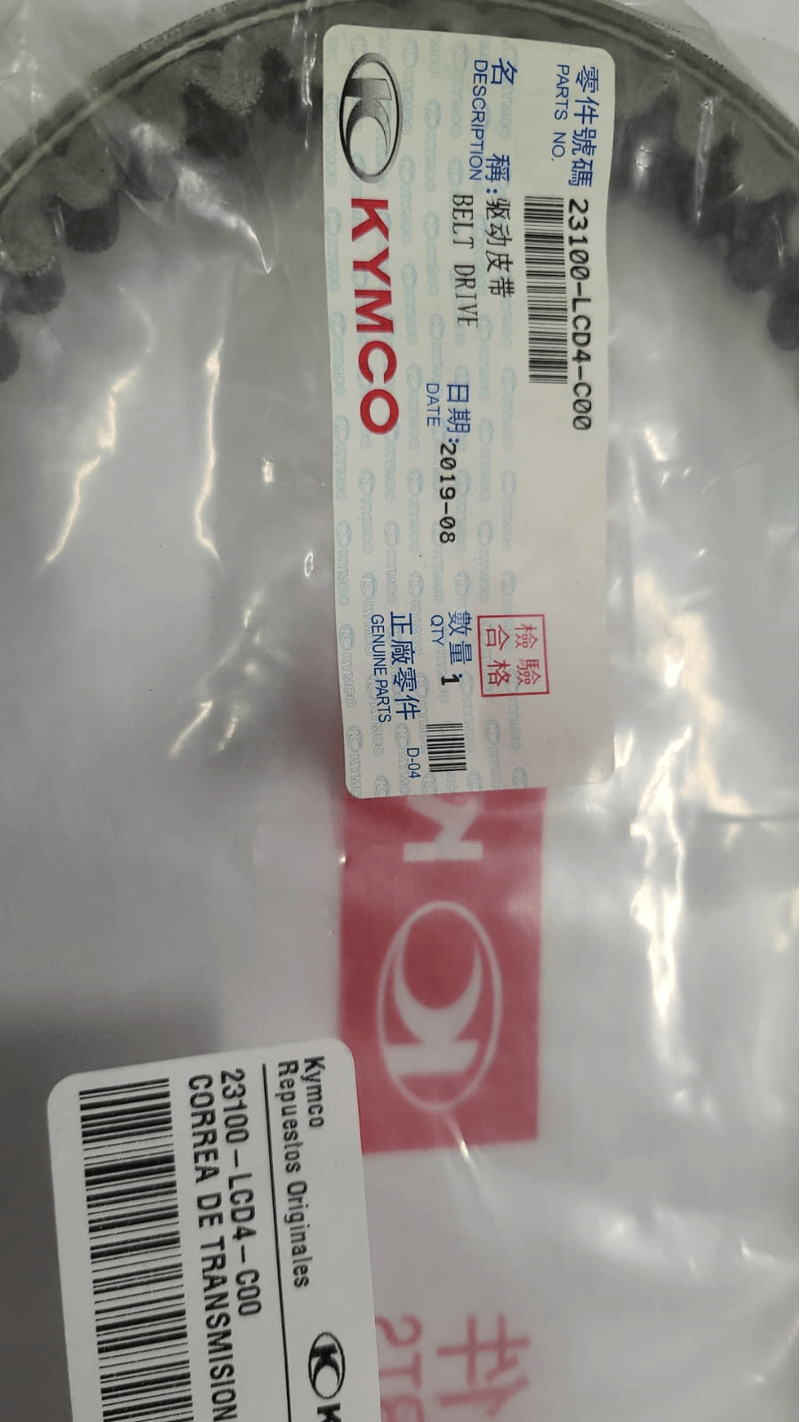 零件號碼 23100-LCD4-C00
PARTS NO.
名 稱:驱动皮带
DESCRIPTION BELT DRIVE
檢驗
合格
日期:2019-08
DATE
數量:1
QTY
KYMCO
正廠零件
GENUINE PARTS
D-04
Kymco
Repuestos Originales
23100-LCD4-C00
CORREA DE TRANSMISION